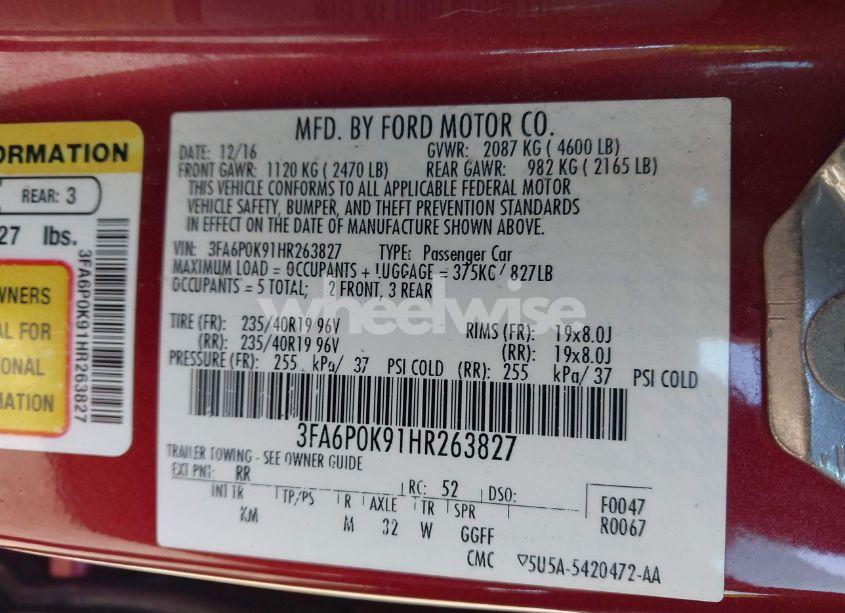 ORMATION
REAR: 3
27 lbs.
3FA6P0K91HR263827
WNERS
AL FOR
IONAL
MATION
MFD. BY FORD MOTOR CO.
DATE: 12/16 GVWR: 2087 KG ( 4600 LB)
FRONT GAWR: 1120 KG ( 2470 LB) REAR GAWR: 982 KG ( 2165 LB)
THIS VEHICLE CONFORMS TO ALL APPLICABLE FEDERAL MOTOR
VEHICLE SAFETY, BUMPER, AND THEFT PREVENTION STANDARDS
IN EFFECT ON THE DATE OF MANUFACTURE SHOWN ABOVE.
VIN: 3FA6P0K91HR263827 TYPE: Passenger Car
MAXIMUM LOAD = OCCUPANTS + LUGGAGE = 375KG / 827LB
OCCUPANTS = 5 TOTAL; 2 FRONT, 3 REAR
wheelwise
TIRE (FR): 235/40R19 96V RIMS (FR): 19x8.0J
(RR): 235/40R19 96V (RR): 19x8.0J
PRESSURE (FR): 255 kPa/ 37 PSI COLD (RR): 255 kPa/ 37 PSI COLD
3FA6P0K91HR263827
TRAILER TOWING - SEE OWNER GUIDE
EXT PNT: RR RC: 52 DSO: F0047
INT TR TP/PS R AXLE TR SPR R0067
KM M 32 W GGFF
CMC ▽5U5A-5420472-AA